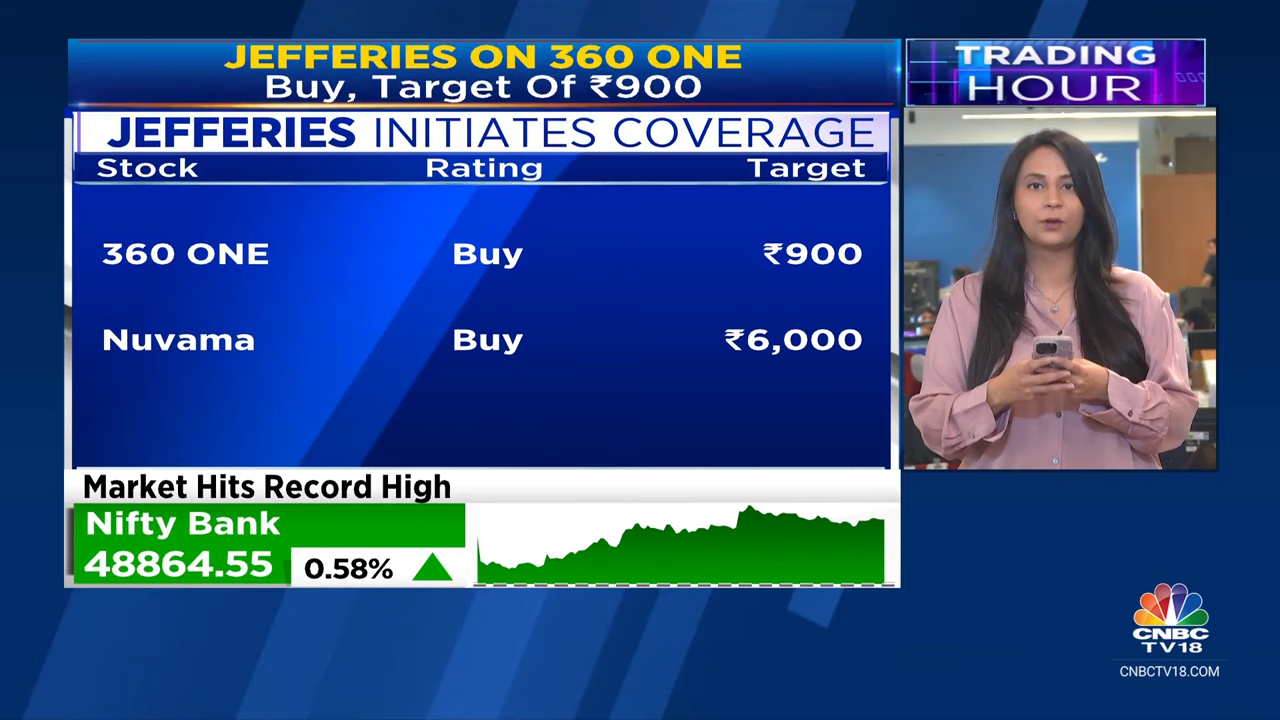 JEFFERIES ON 360 ONE
Buy, Target Of ₹900
TRADING
HOUR
JEFFERIES INITIATES COVERAGE
Stock Rating Target
360 ONE Buy ₹900
Nuvama Buy ₹6,000
Market Hits Record High
Nifty Bank
48864.55 0.58%
CNBC
TV18
CNBCTV18.COM